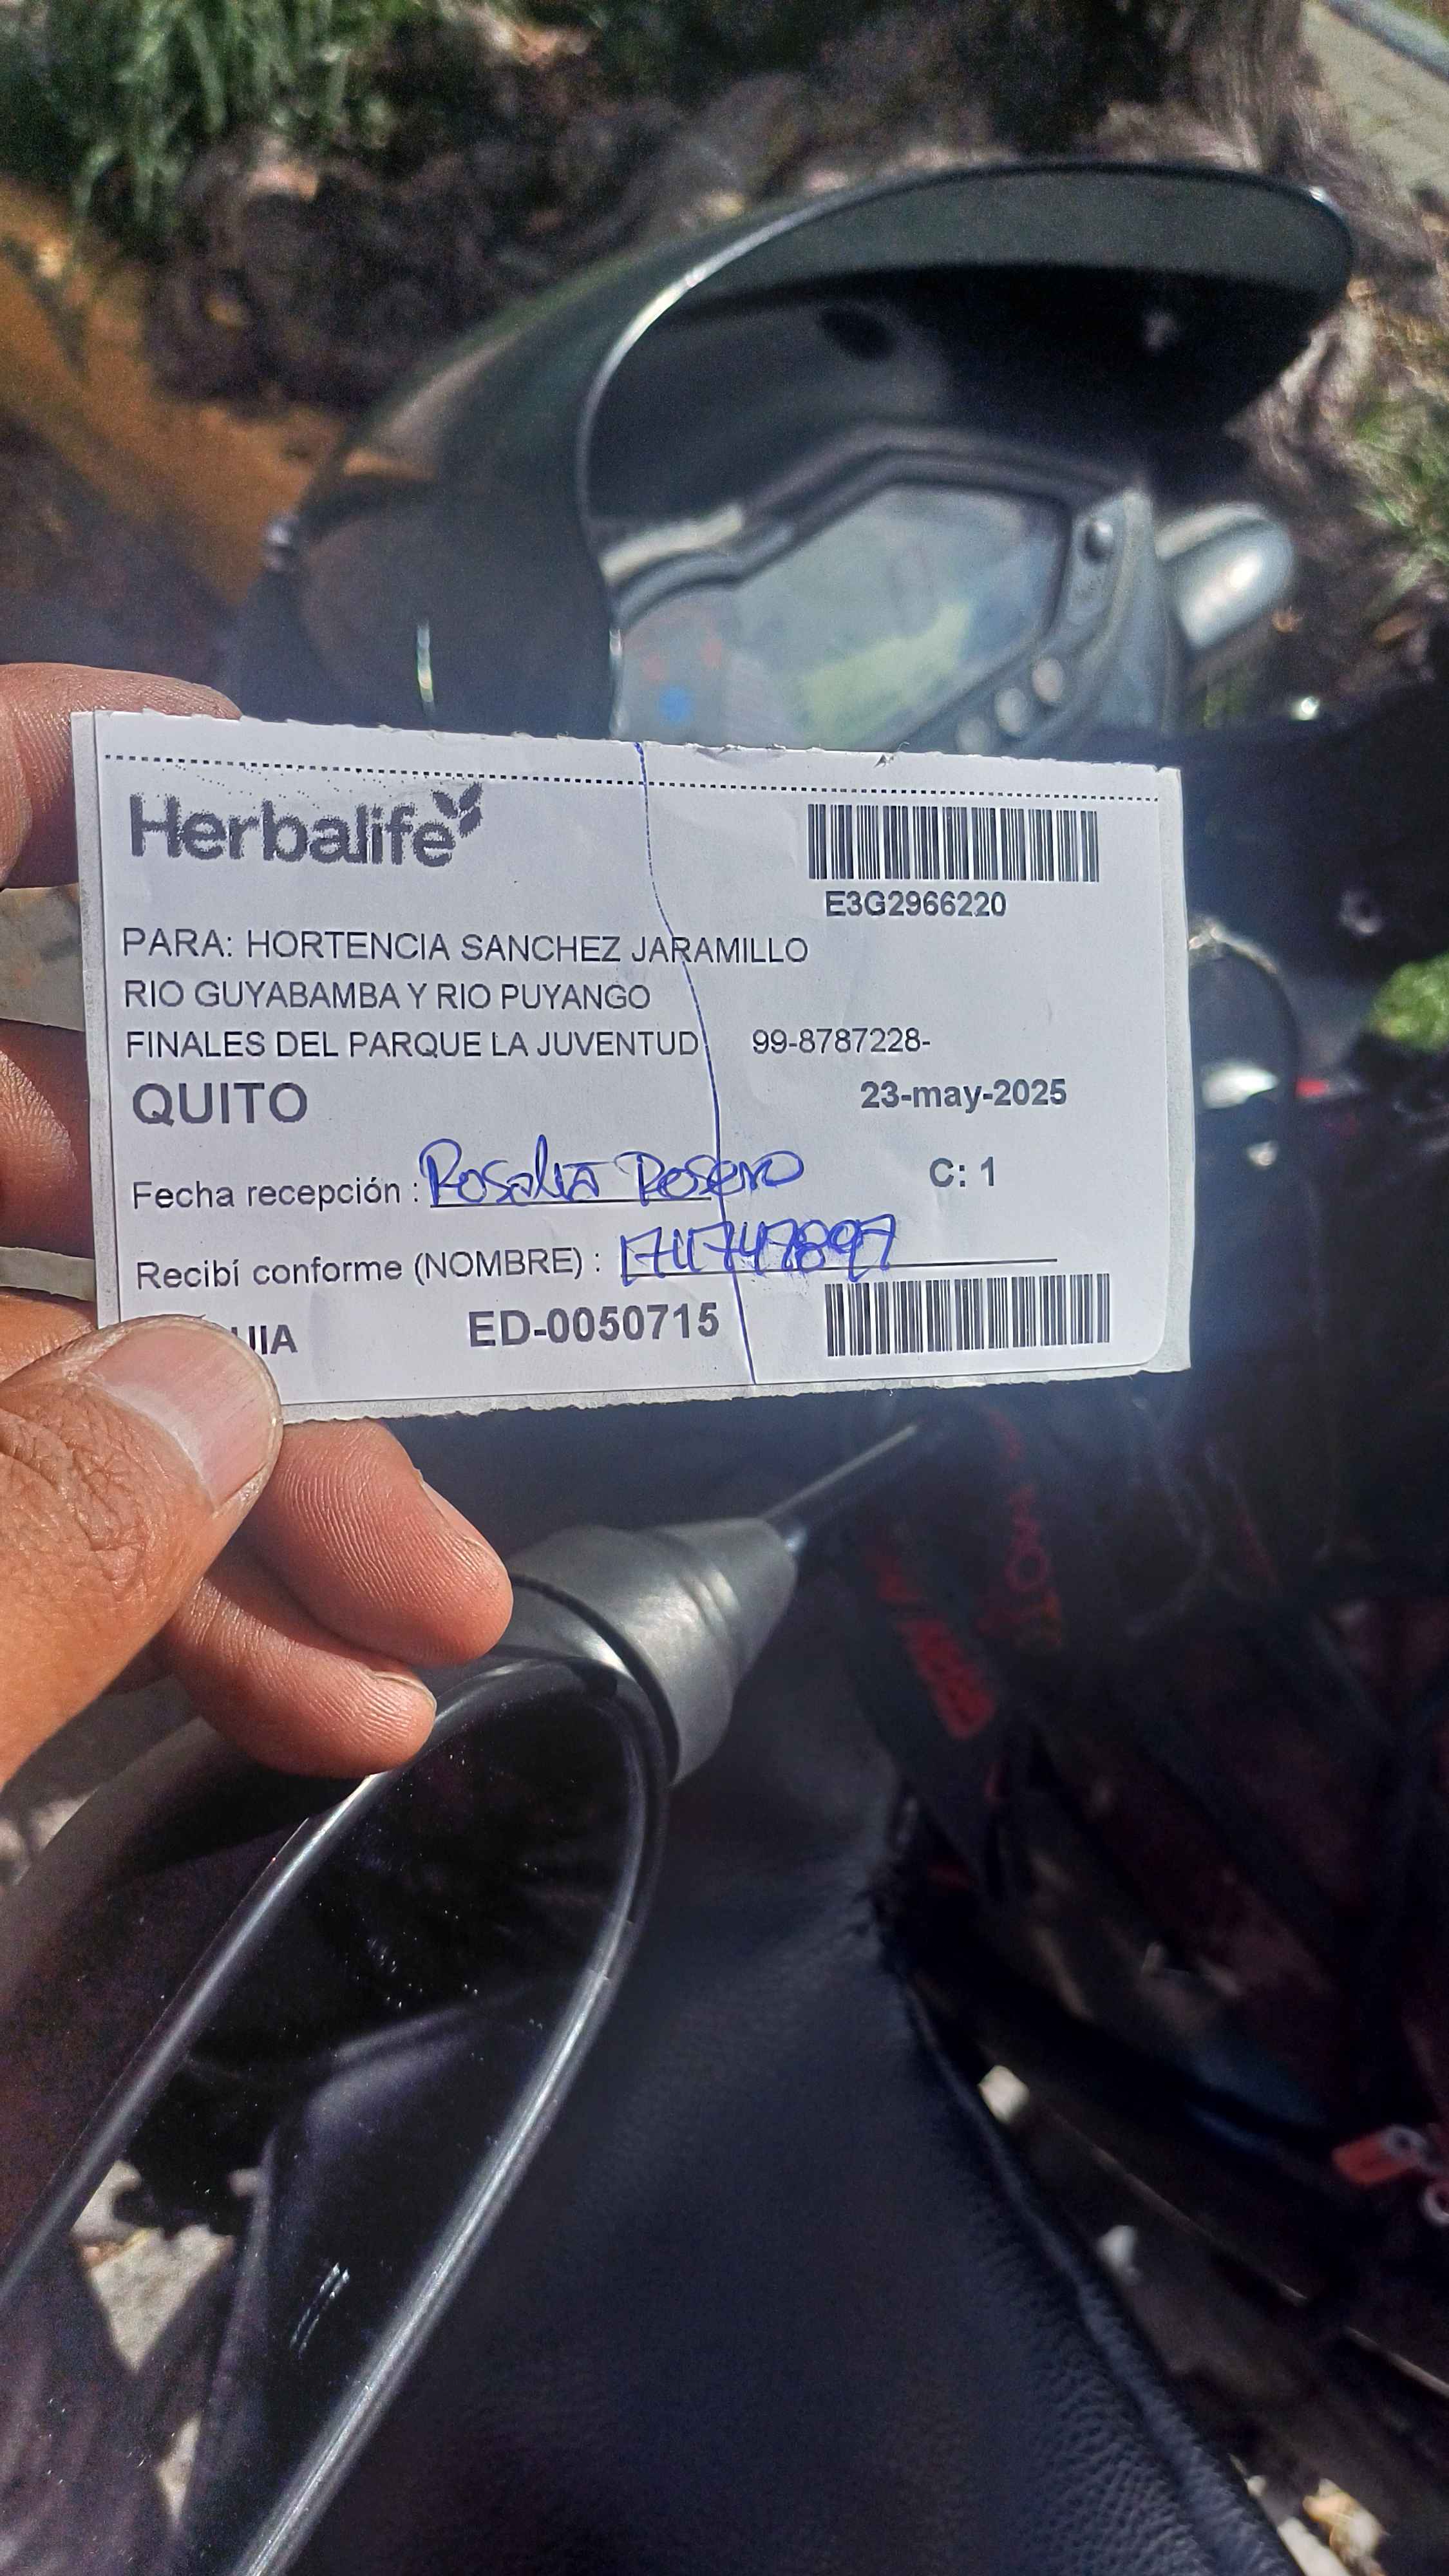 Herbalife
E3G2966220
PARA: HORTENCIA SANCHEZ JARAMILLO
RIO GUYABAMBA Y RIO PUYANGO
FINALES DEL PARQUE LA JUVENTUD 99-8787228-
QUITO 23-may-2025
Fecha recepción : Rosalia Rosero C: 1
Recibí conforme (NOMBRE) :
ED-0050715